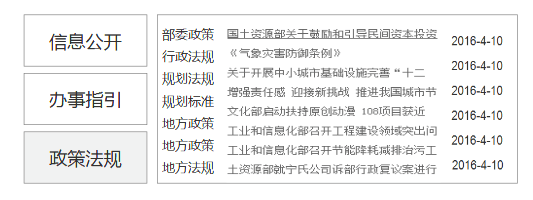 信息公开
办事指引
政策法规
部委政策
行政法规
规划法规
规划标准
地方政策
地方政策
地方法规
国土资源部关于鼓励和引导民间资本投资
《气象灾害防御条例》
关于开展中小城市基础设施完善“十二
增强责任感 迎接新挑战 推进我国城市节
文化部启动扶持原创动漫 108项目获近
工业和信息化部召开工程建设领域突出问
工业和信息化部召开节能降耗减排治污工
土资源部就宁氏公司诉部行政复议案进行
2016-4-10
2016-4-10
2016-4-10
2016-4-10
2016-4-10
2016-4-10